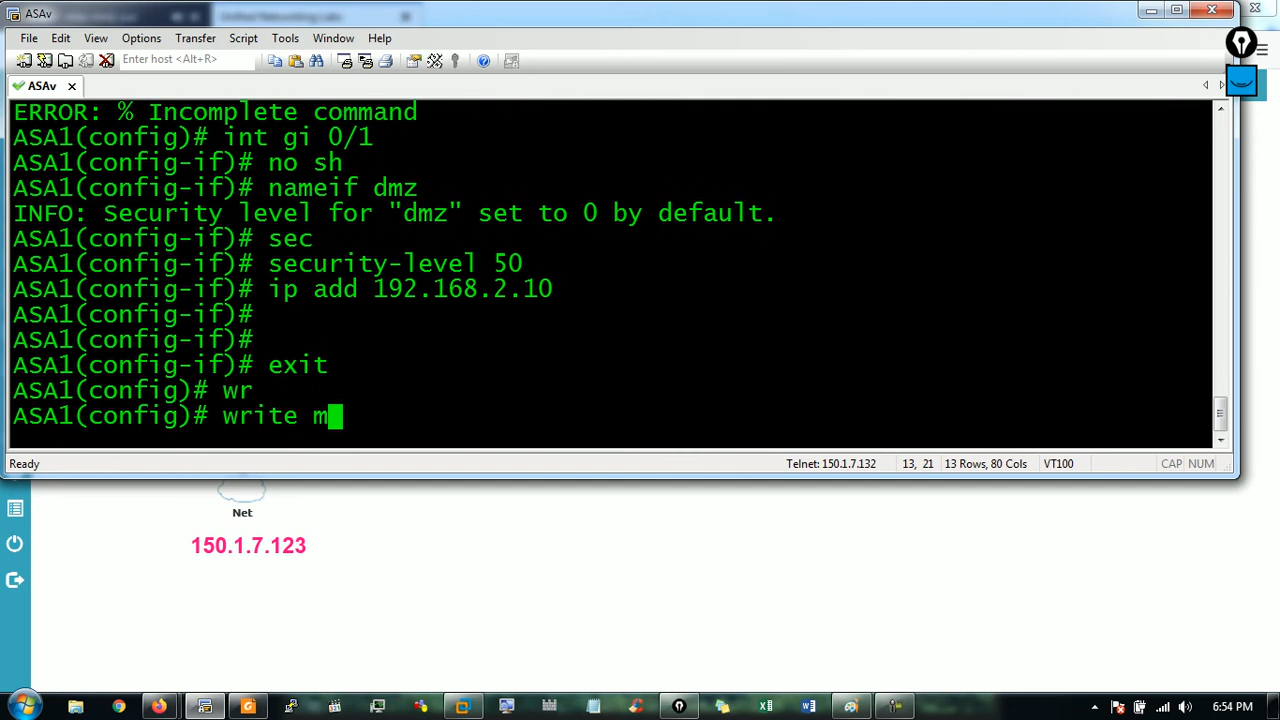 ASAv
File Edit View Options Transfer Script Tools Window Help
Enter host <Alt+R>
ASAv
ERROR: % Incomplete command
ASA1(config)# int gi 0/1
ASA1(config-if)# no sh
ASA1(config-if)# nameif dmz
INFO: Security level for "dmz" set to 0 by default.
ASA1(config-if)# sec
ASA1(config-if)# security-level 50
ASA1(config-if)# ip add 192.168.2.10
ASA1(config-if)#
ASA1(config-if)#
ASA1(config-if)# exit
ASA1(config)# wr
ASA1(config)# write m
Ready Telnet: 150.1.7.132 13, 21 13 Rows, 80 Cols VT100 CAP NUM
Net
150.1.7.123
6:54 PM